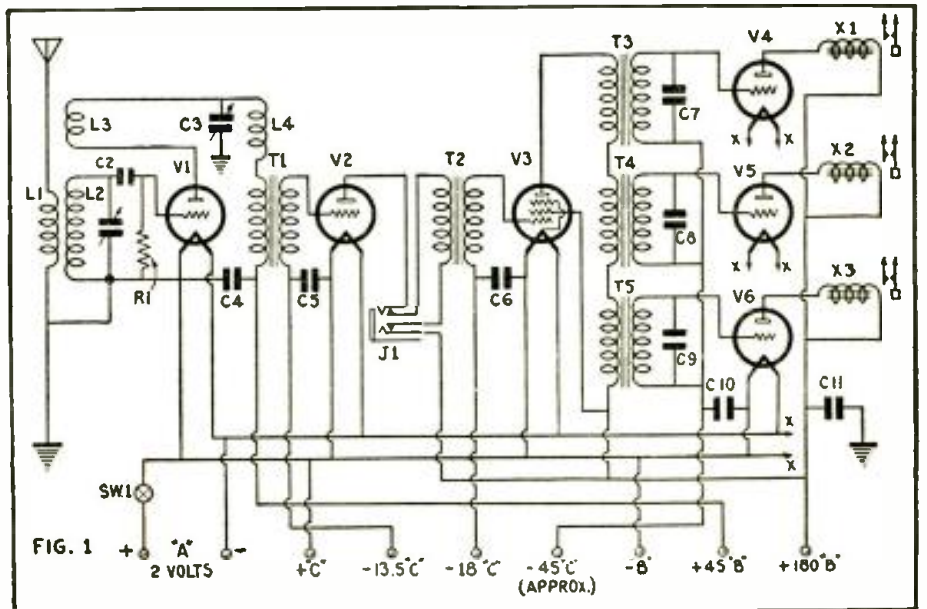 T3 V4 X1
L3 C3 L4
C7
C2 V1 T1 V2 T2 V3 T4 V5 X2
L1 L2
C8
R1 C4 C5 C6 T5 V6 X3
J1
C9
C10 C11
X X
X X
X
X
SW.1
FIG. 1 + "A" - +"C" -13.5"C" -18"C" -45"C" -"B" +45"B" +180"B"
2 VOLTS (APPROX.)